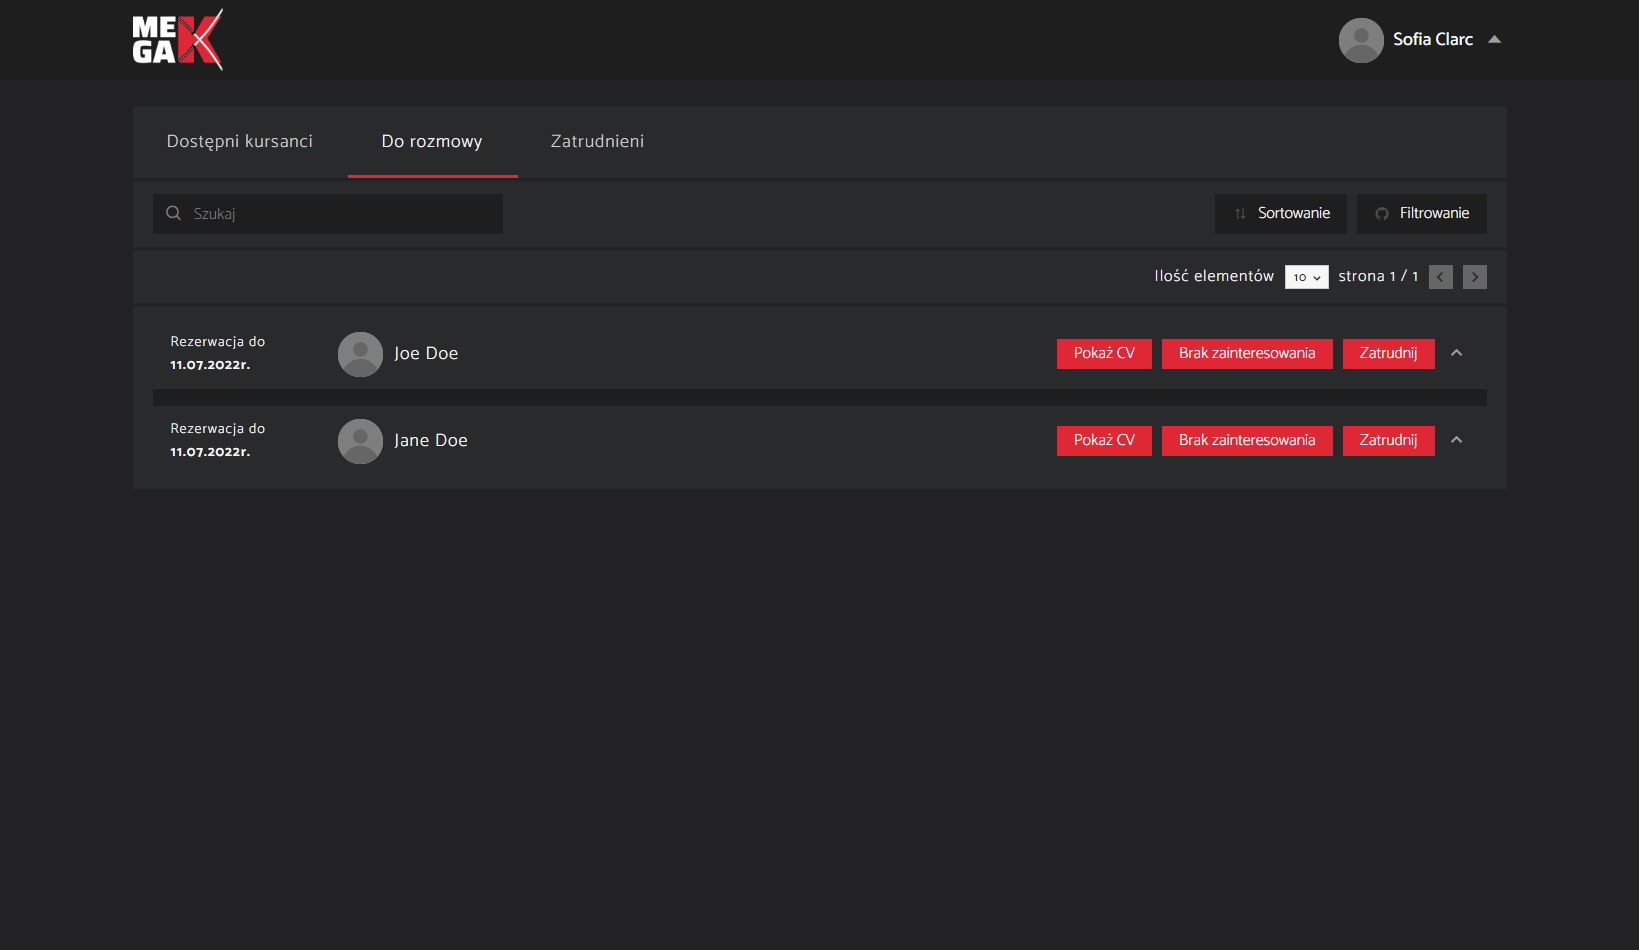 MEGA K
Sofia Clarc
Dostępni kursanci Do rozmowy Zatrudnieni
Szukaj Sortowanie Filtrowanie
Ilość elementów 10 strona 1 / 1
Rezerwacja do
11.07.2022r.
Joe Doe Pokaż CV Brak zainteresowania Zatrudnij
Rezerwacja do
11.07.2022r.
Jane Doe Pokaż CV Brak zainteresowania Zatrudnij